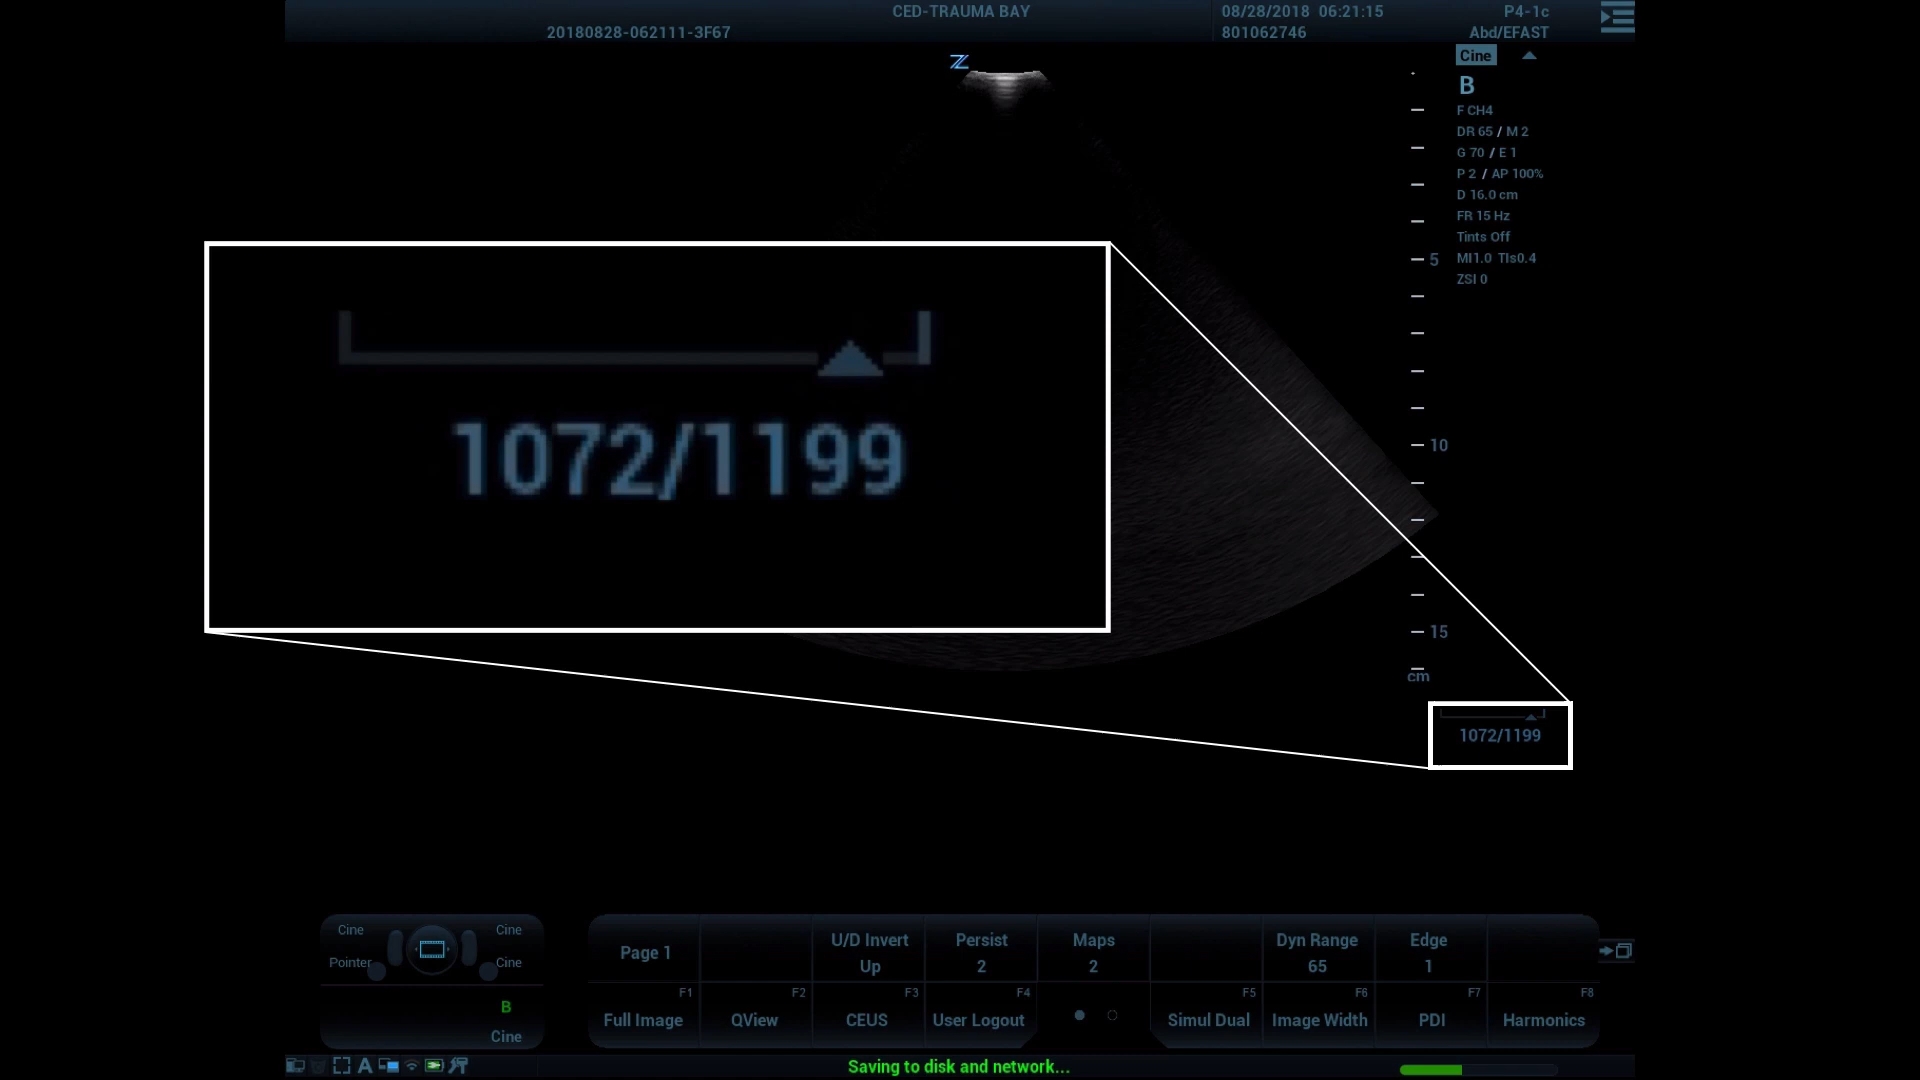 CED-TRAUMA BAY
08/28/2018 06:21:15
P4-1c
20180828-062111-3F67
801062746
Abd/EFAST
Z
Cine
B
F CH4
DR 65 / M 2
G 70 / E 1
P 2 / AP 100%
D 16.0 cm
FR 15 Hz
Tints Off
MI1.0 TIs0.4
ZSI 0
5
10
15
cm
1072/1199
1072/1199
Cine
Cine
Pointer
Cine
B
Cine
Page 1
U/D Invert
Up
Persist
2
Maps
2
Dyn Range
65
Edge
1
F1
Full Image
F2
QView
F3
CEUS
F4
User Logout
F5
Simul Dual
F6
Image Width
F7
PDI
F8
Harmonics
A
Saving to disk and network...